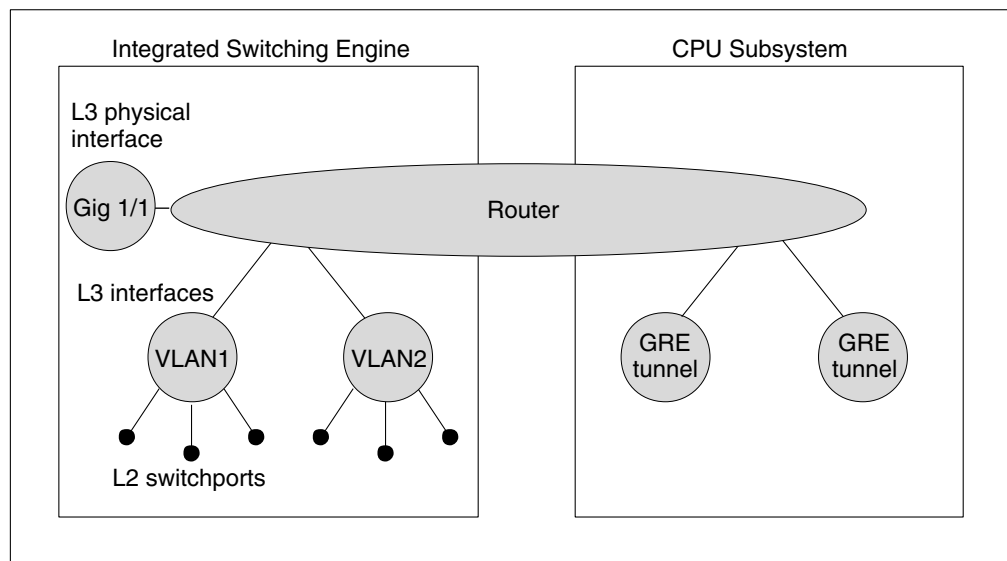 Integrated Switching Engine
CPU Subsystem
L3 physical
interface
Gig 1/1
Router
L3 interfaces
VLAN1
VLAN2
GRE
tunnel
GRE
tunnel
L2 switchports